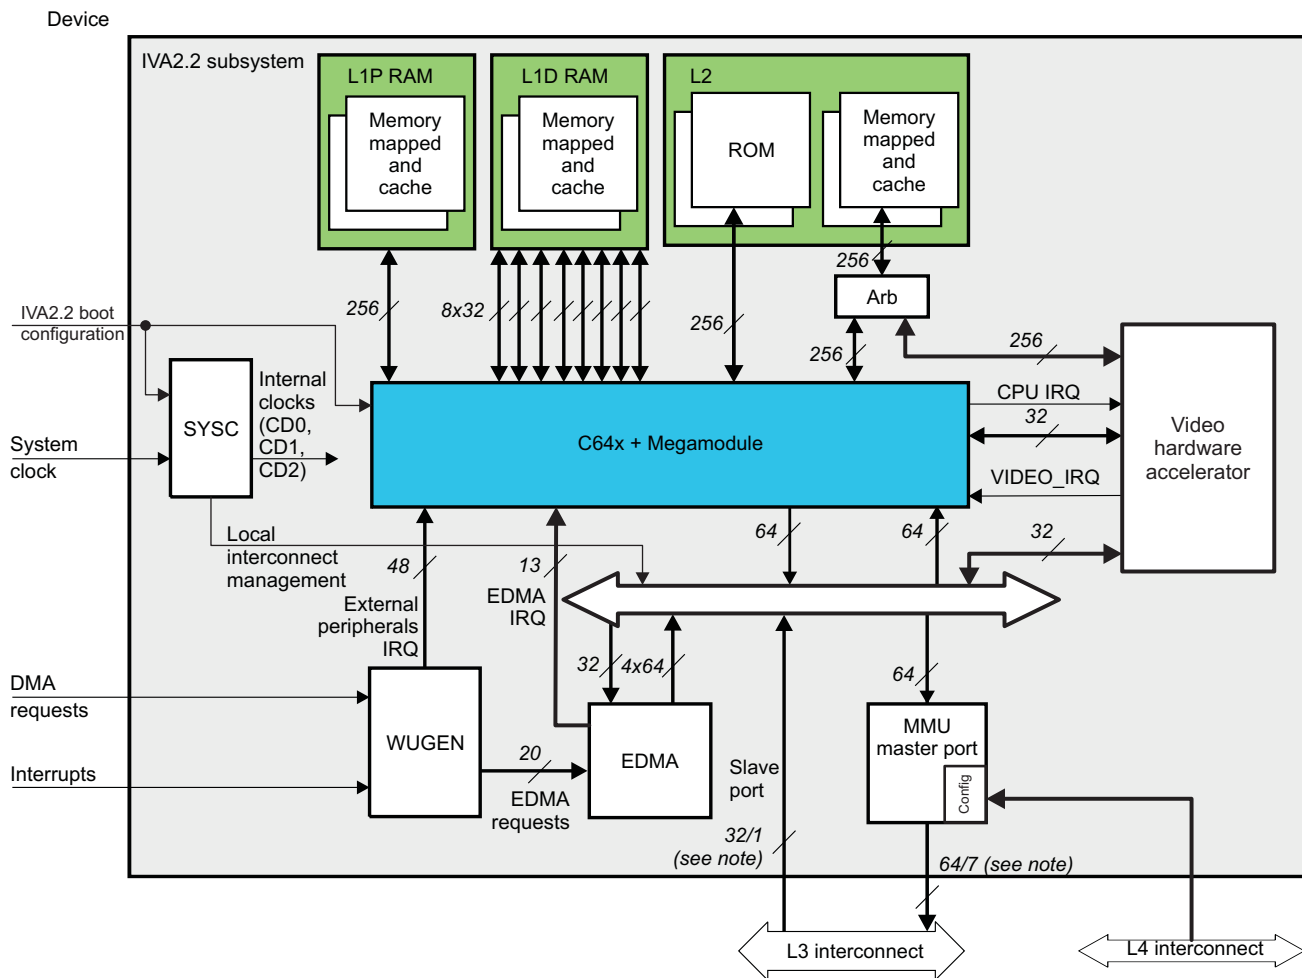 Device
IVA2.2 subsystem
L1P RAM
Memory
mapped
and
cache
L1D RAM
Memory
mapped
and
cache
L2
ROM
Memory
mapped
and
cache
256
8x32
256
256
Arb
256
256
IVA2.2 boot
configuration
SYSC
Internal
clocks
(CD0,
CD1,
CD2)
System
clock
C64x + Megamodule
CPU IRQ
32
VIDEO_IRQ
Video
hardware
accelerator
Local
interconnect
management
48
13
64
64
32
External
peripherals
IRQ
EDMA
IRQ
32
4x64
64
DMA
requests
Interrupts
WUGEN
20
EDMA
requests
EDMA
Slave
port
MMU
master port
Config
32/1
(see note)
64/7 (see note)
L3 interconnect
L4 interconnect